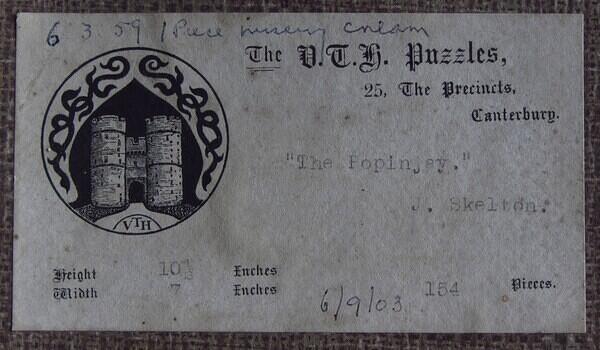 6 3 59 1 Piece missing cream
The V.T.H. Puzzles,
25, The Precincts,
Canterbury.
"The Popinjay."
J. Skelton.
VTH
Height 10½ Inches
Width 7 Inches
6/9/03 154 Pieces.